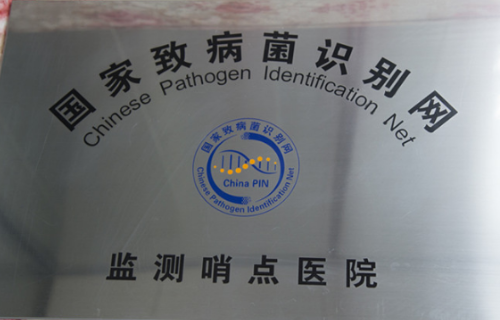 国家致病菌识别网
Chinese Pathogen Identification Net
国家致病菌识别网
China PIN
Chinese Pathogen Identification Net
监测哨点医院